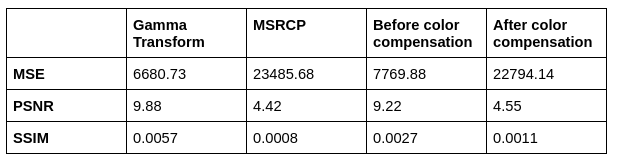 Gamma Transform MSRCP Before color compensation After color compensation
MSE 6680.73 23485.68 7769.88 22794.14
PSNR 9.88 4.42 9.22 4.55
SSIM 0.0057 0.0008 0.0027 0.0011